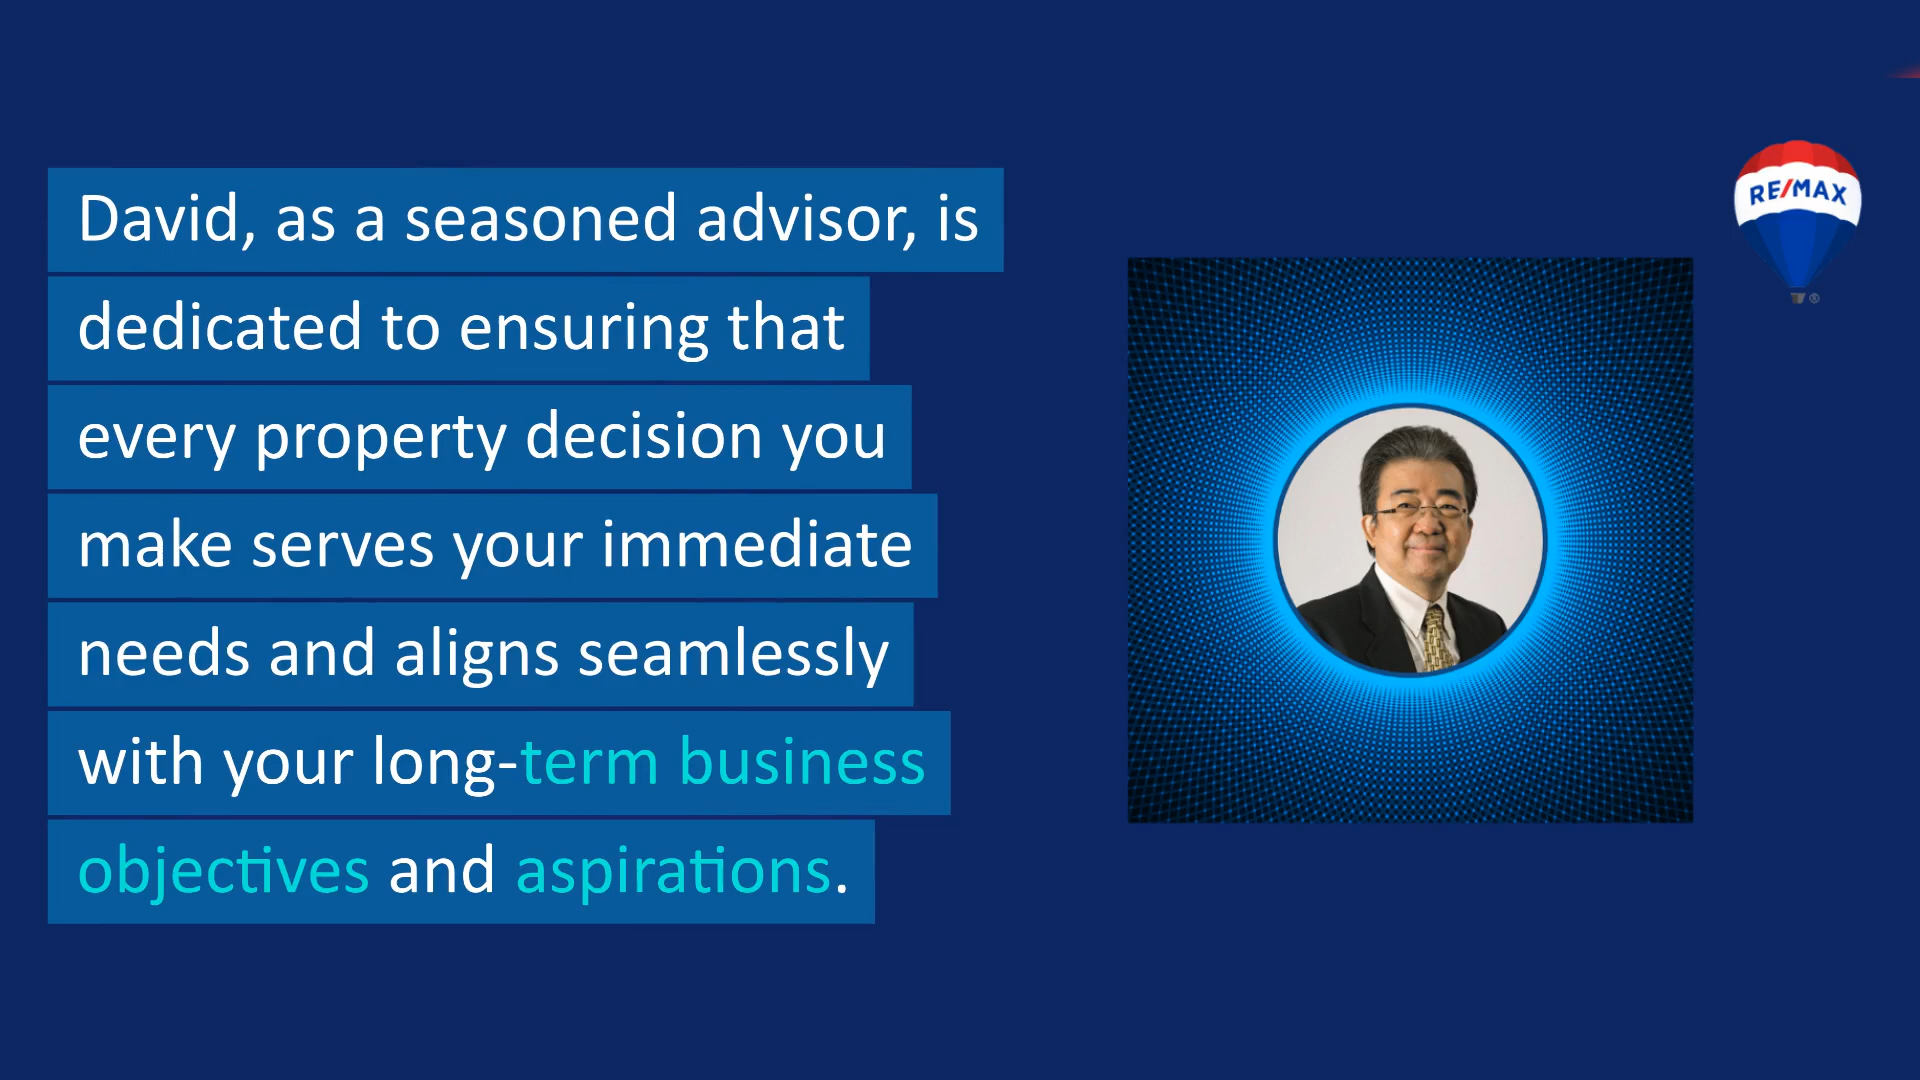 David, as a seasoned advisor, is
dedicated to ensuring that
every property decision you
make serves your immediate
needs and aligns seamlessly
with your long-term business
objectives and aspirations.
RE/MAX
®